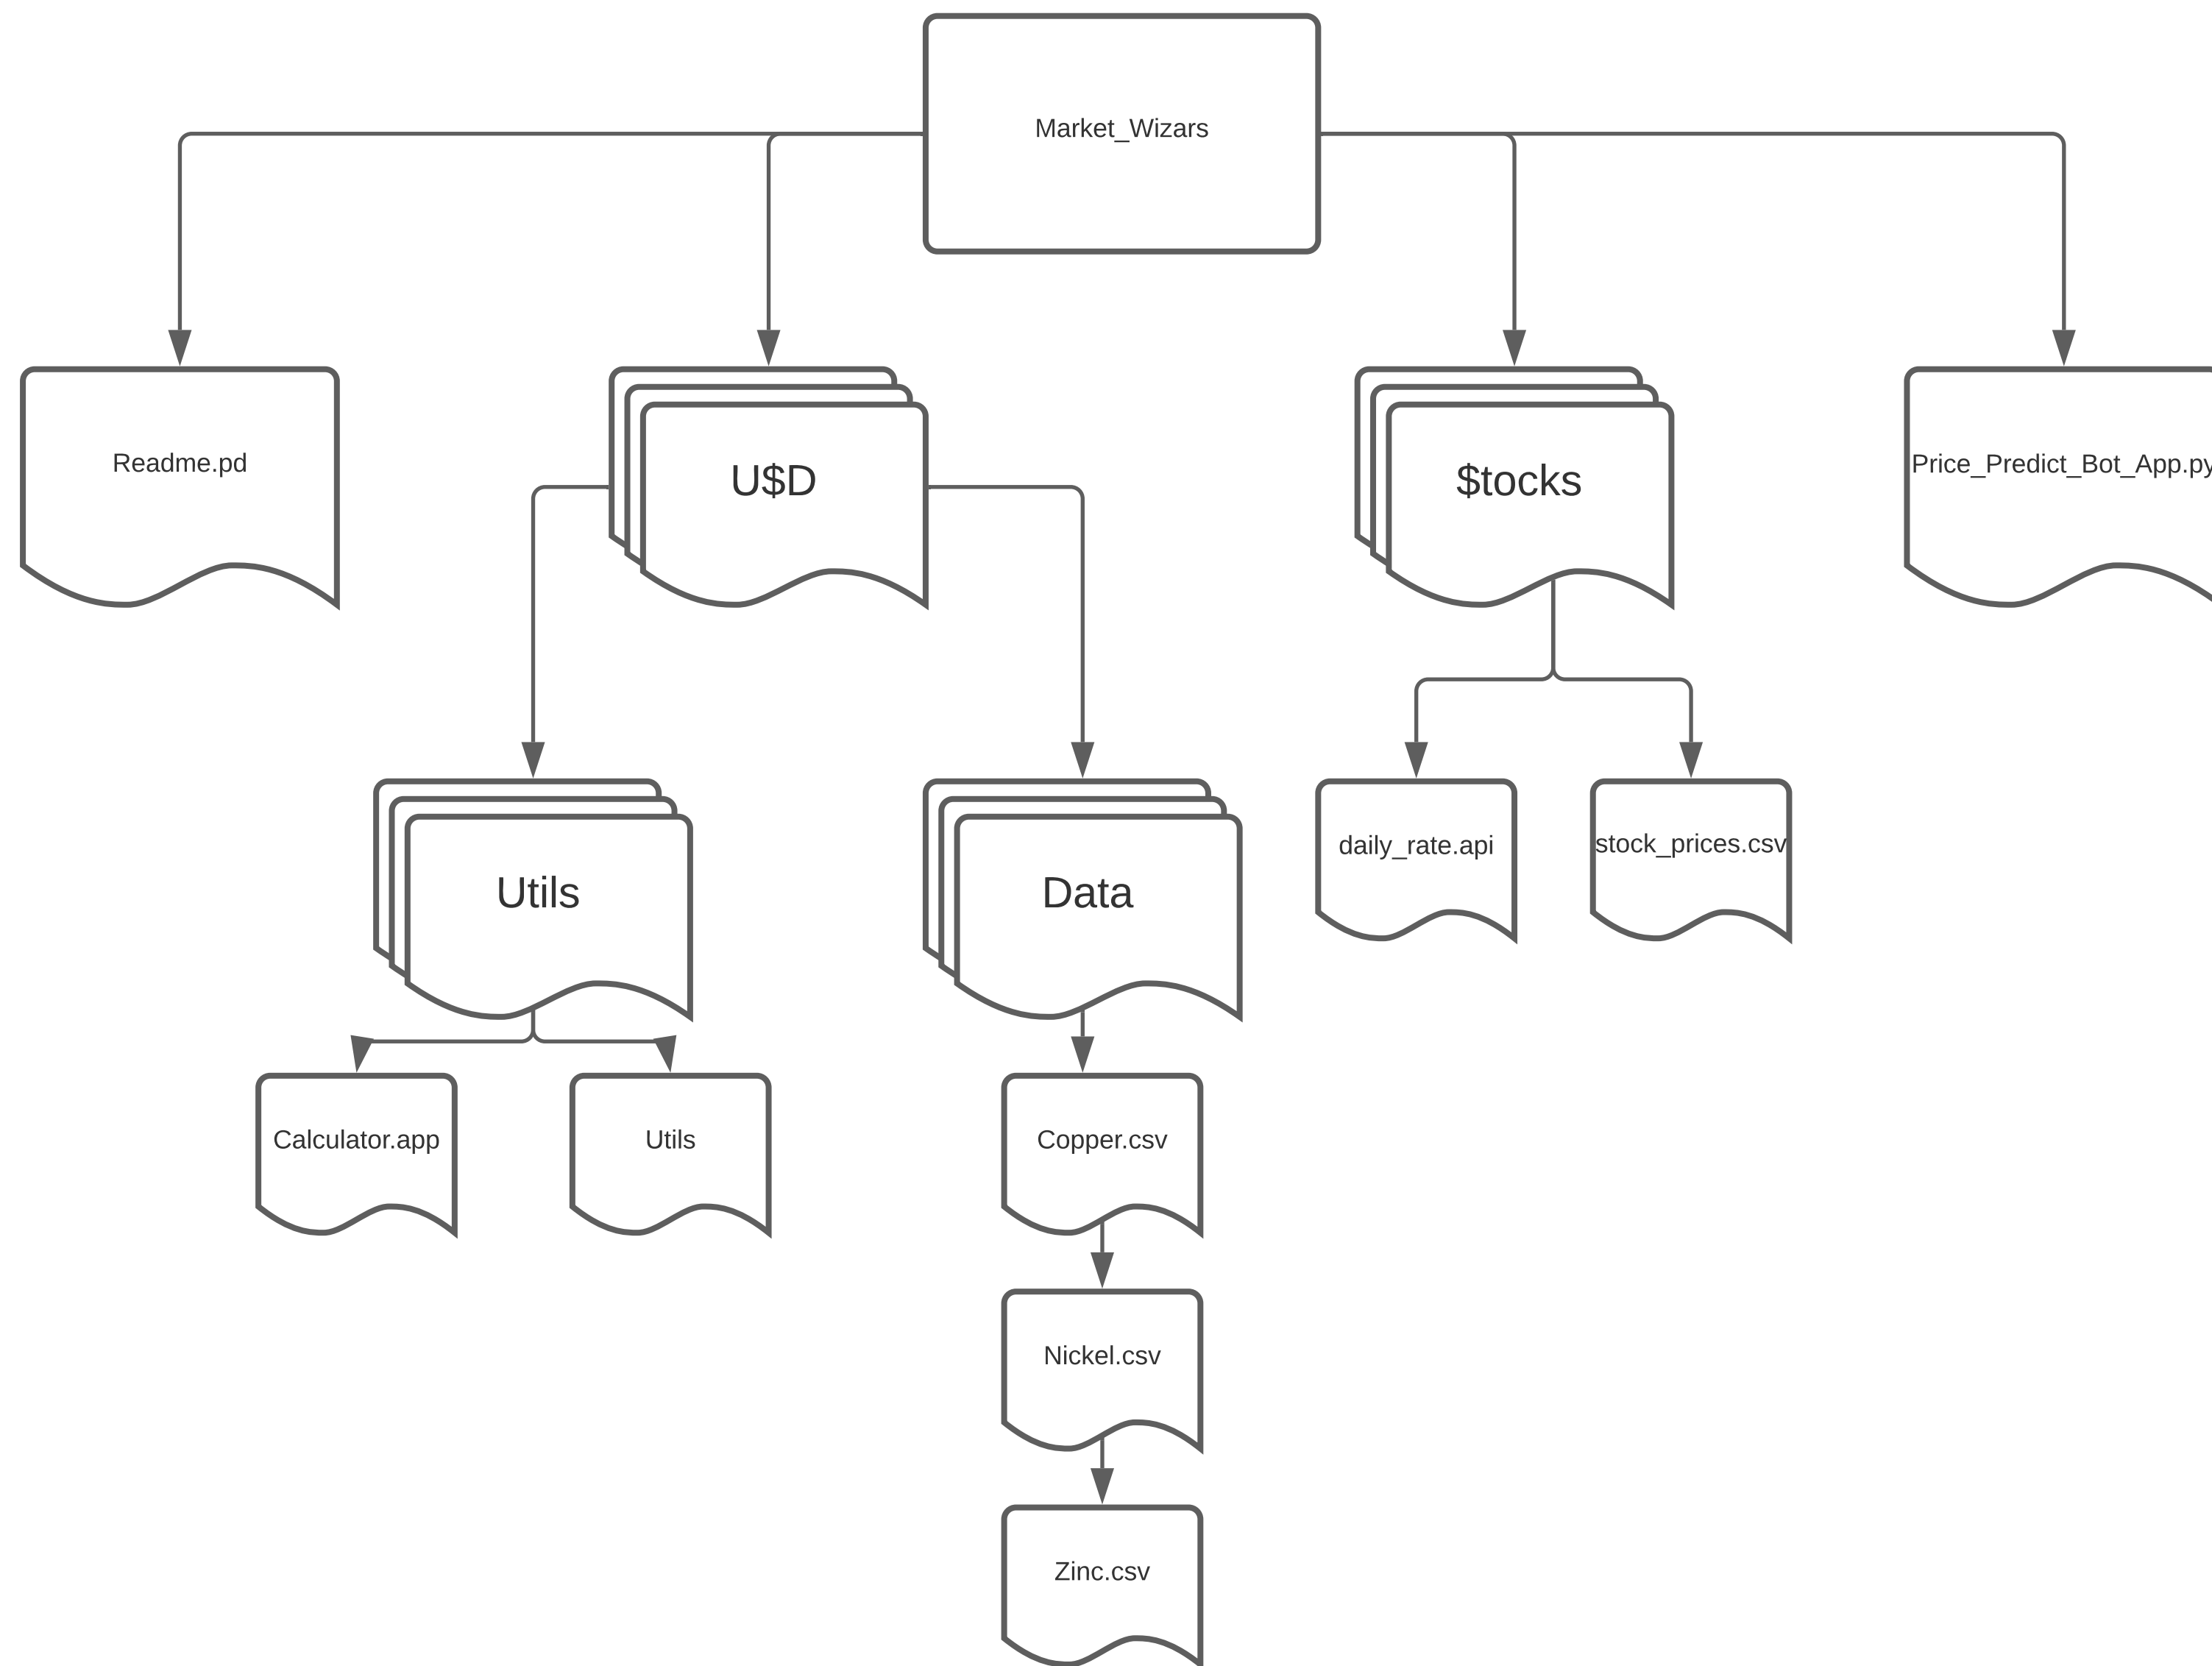 Market_Wizars
Readme.pd
U$D
$tocks
Price_Predict_Bot_App.py
Utils
Data
daily_rate.api
stock_prices.csv
Calculator.app
Utils
Copper.csv
Nickel.csv
Zinc.csv